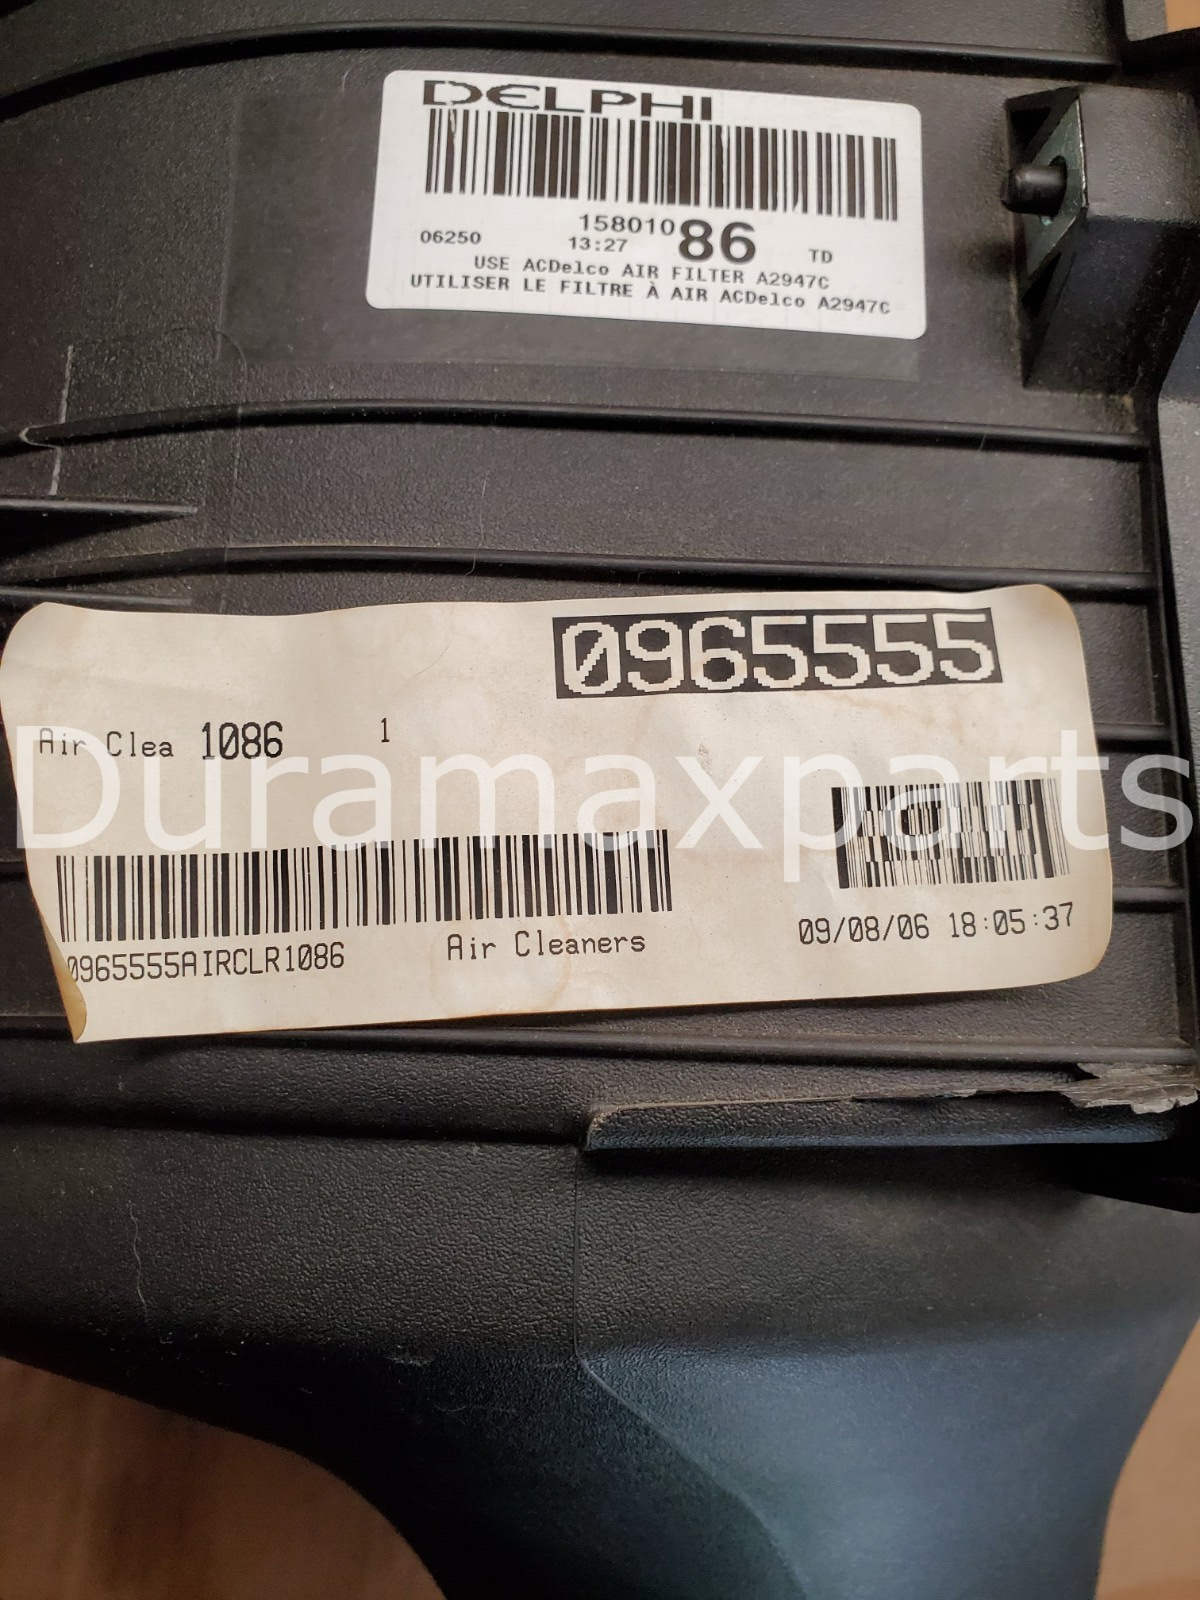 DELPHI
15801086
06250 13:27 TD
USE ACDelco AIR FILTER A2947C
UTILISER LE FILTRE À AIR ACDelco A2947C
0965555
Air Clea 1086 1
Duramaxparts
0965555AIRCLR1086 Air Cleaners 09/08/06 18:05:37